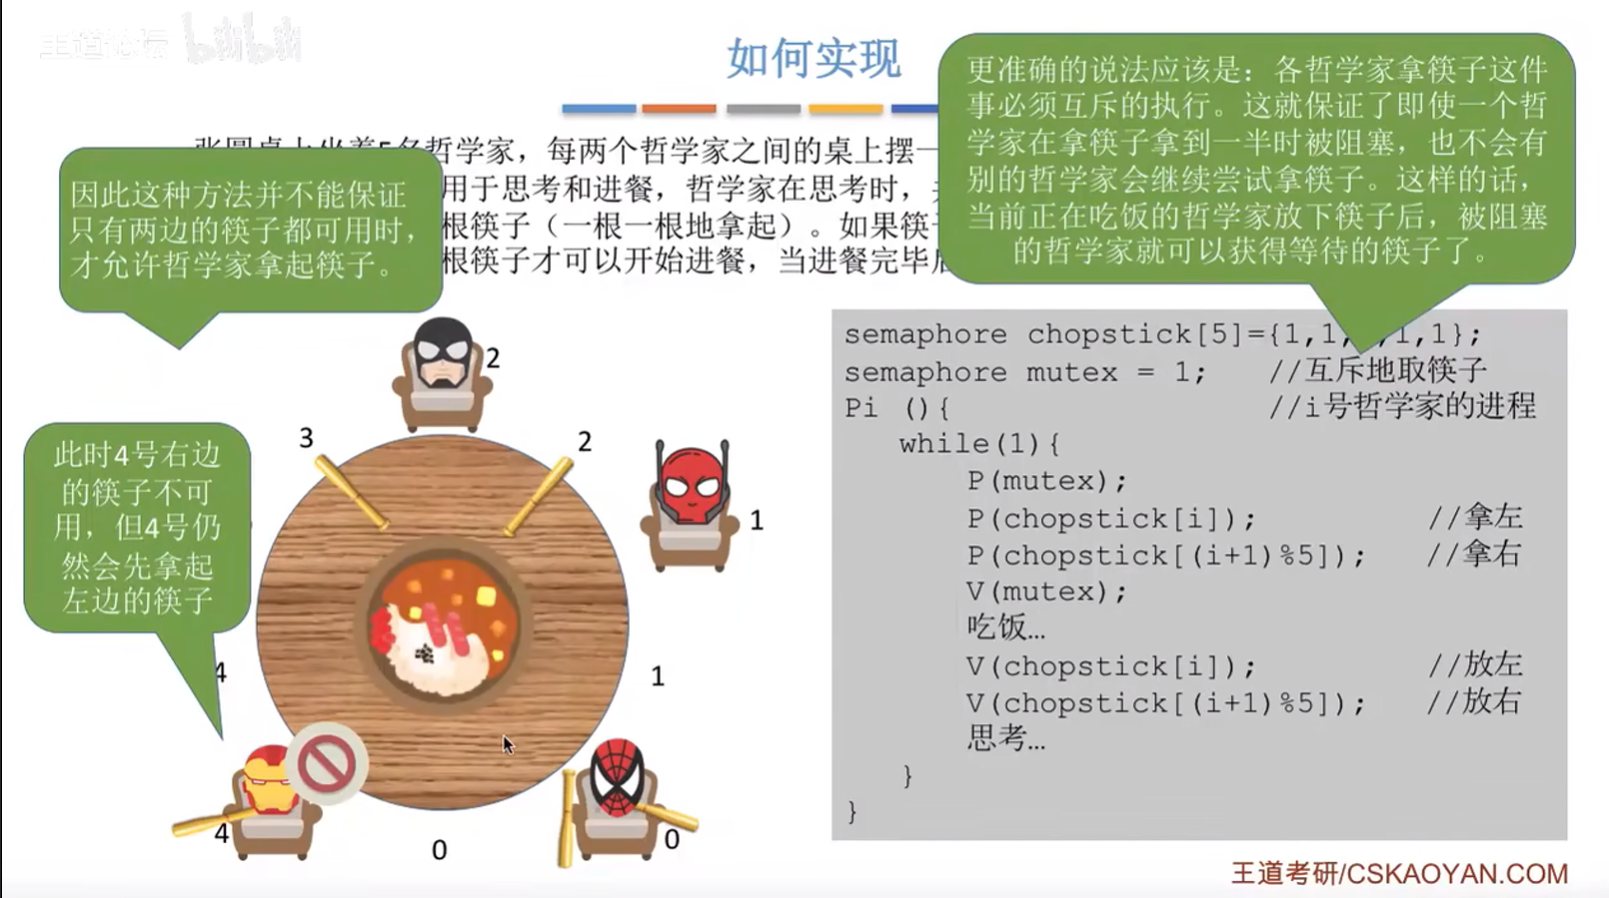 王道论坛 bilibili
如何实现
更准确的说法应该是：各哲学家拿筷子这件
事必须互斥的执行。这就保证了即使一个哲
学家在拿筷子拿到一半时被阻塞，也不会有
别的哲学家会继续尝试拿筷子。这样的话，
当前正在吃饭的哲学家放下筷子后，被阻塞
的哲学家就可以获得等待的筷子了。
张圆桌上坐着5名哲学家，每两个哲学家之间的桌上摆一
用于思考和进餐，哲学家在思考时，
根筷子（一根一根地拿起）。如果筷
根筷子才可以开始进餐，当进餐完毕后
因此这种方法并不能保证
只有两边的筷子都可用时，
才允许哲学家拿起筷子。
此时4号右边
的筷子不可
用，但4号仍
然会先拿起
左边的筷子
2
3
2
1
4
1
4
0
0
semaphore chopstick[5]={1,1, ,1,1};
semaphore mutex = 1; //互斥地取筷子
Pi (){ //i号哲学家的进程
while(1){
P(mutex);
P(chopstick[i]); //拿左
P(chopstick[(i+1)%5]); //拿右
V(mutex);
吃饭…
V(chopstick[i]); //放左
V(chopstick[(i+1)%5]); //放右
思考…
}
}
王道考研/CSKAOYAN.COM